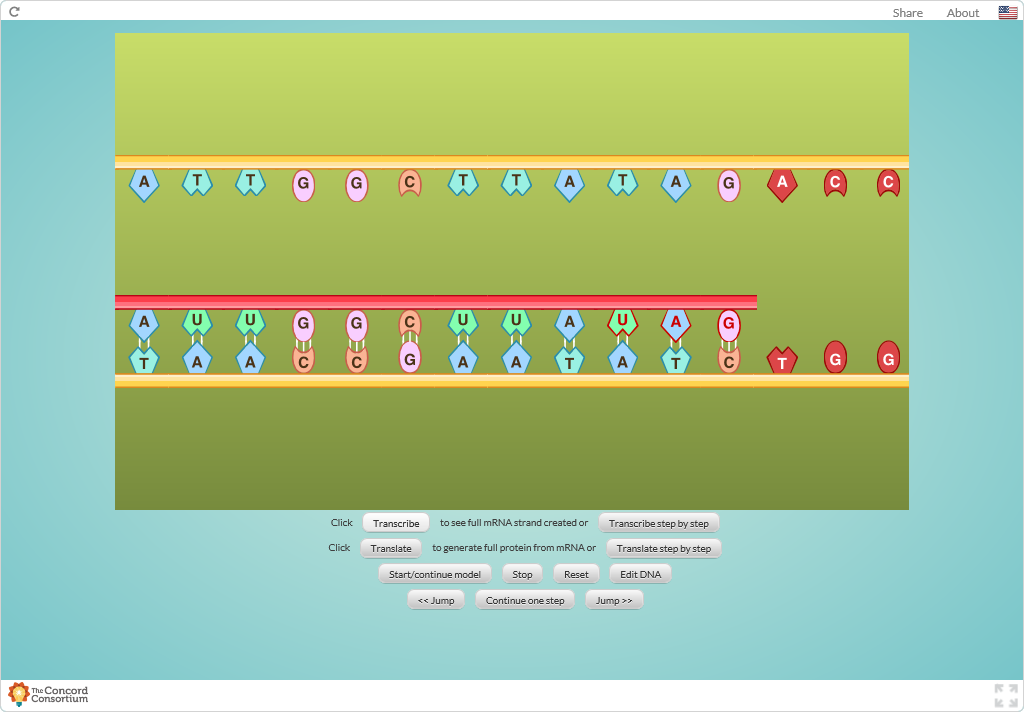 Share About
A T T G G C T T A T A G A C C
A U U G G C U U A U A G
T A A C C G A A T A T C T G G
Click Transcribe to see full mRNA strand created or Transcribe step by step
Click Translate to generate full protein from mRNA or Translate step by step
Start/continue model Stop Reset Edit DNA
<< Jump Continue one step Jump >>
The Concord
Consortium